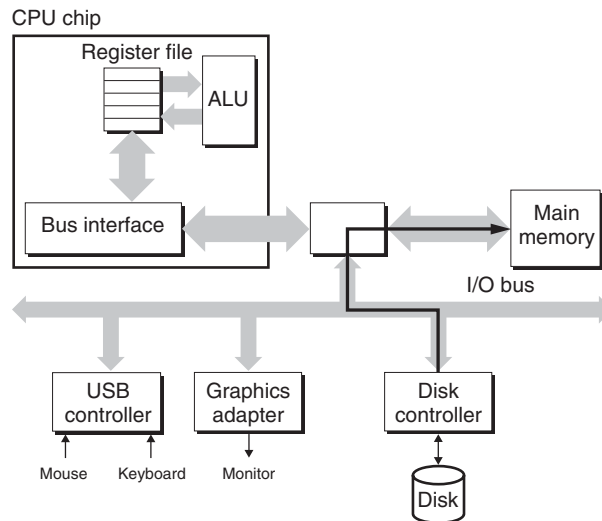 CPU chip
Register file
ALU
Bus interface
Main
memory
I/O bus
USB
controller
Graphics
adapter
Disk
controller
Mouse
Keyboard
Monitor
Disk